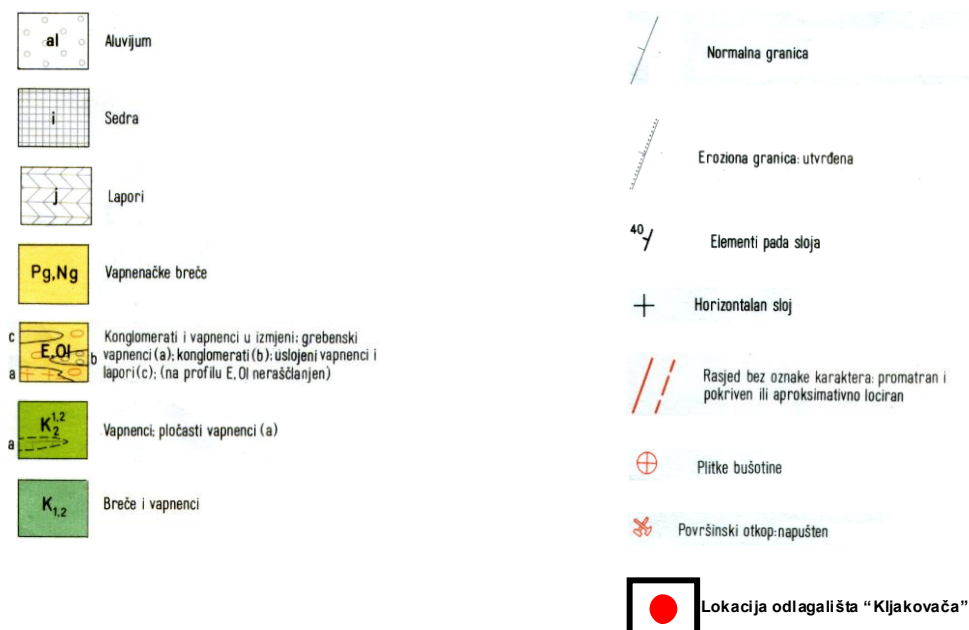 al
Aluvijum
i
Sedra
j
Lapori
Pg,Ng
Vapnenačke breče
c
E,Ol
b
a
Konglomerati i vapnenci u izmjeni: grebenski
vapnenci (a); konglomerati (b); uslojeni vapnenci i
lapori (c); (na profilu E, Ol neraščlanjen)
K₂¹˒²
a
Vapnenci; pločasti vapnenci (a)
K₁,₂
Breče i vapnenci
Normalna granica
Eroziona granica: utvrđena
40
Elementi pada sloja
Horizontalan sloj
Rasjed bez oznake karaktera: promatran i
pokriven ili aproksimativno lociran
Plitke bušotine
Površinski otkop: napušten
Lokacija odlagališta “Kljakovača”